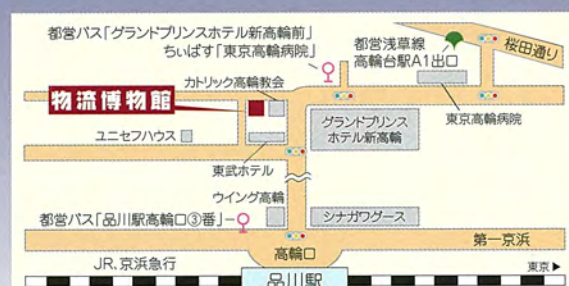 都営バス「グランドプリンスホテル新高輪前」
ちぃばす「東京高輪病院」
都営浅草線
高輪台駅A1出口
桜田通り
カトリック高輪教会
物流博物館
東京高輪病院
グランドプリンス
ホテル新高輪
ユニセフハウス
東武ホテル
ウイング高輪
都営バス「品川駅高輪口③番」
シナガワグース
第一京浜
高輪口
JR、京浜急行
東京▶
品川駅